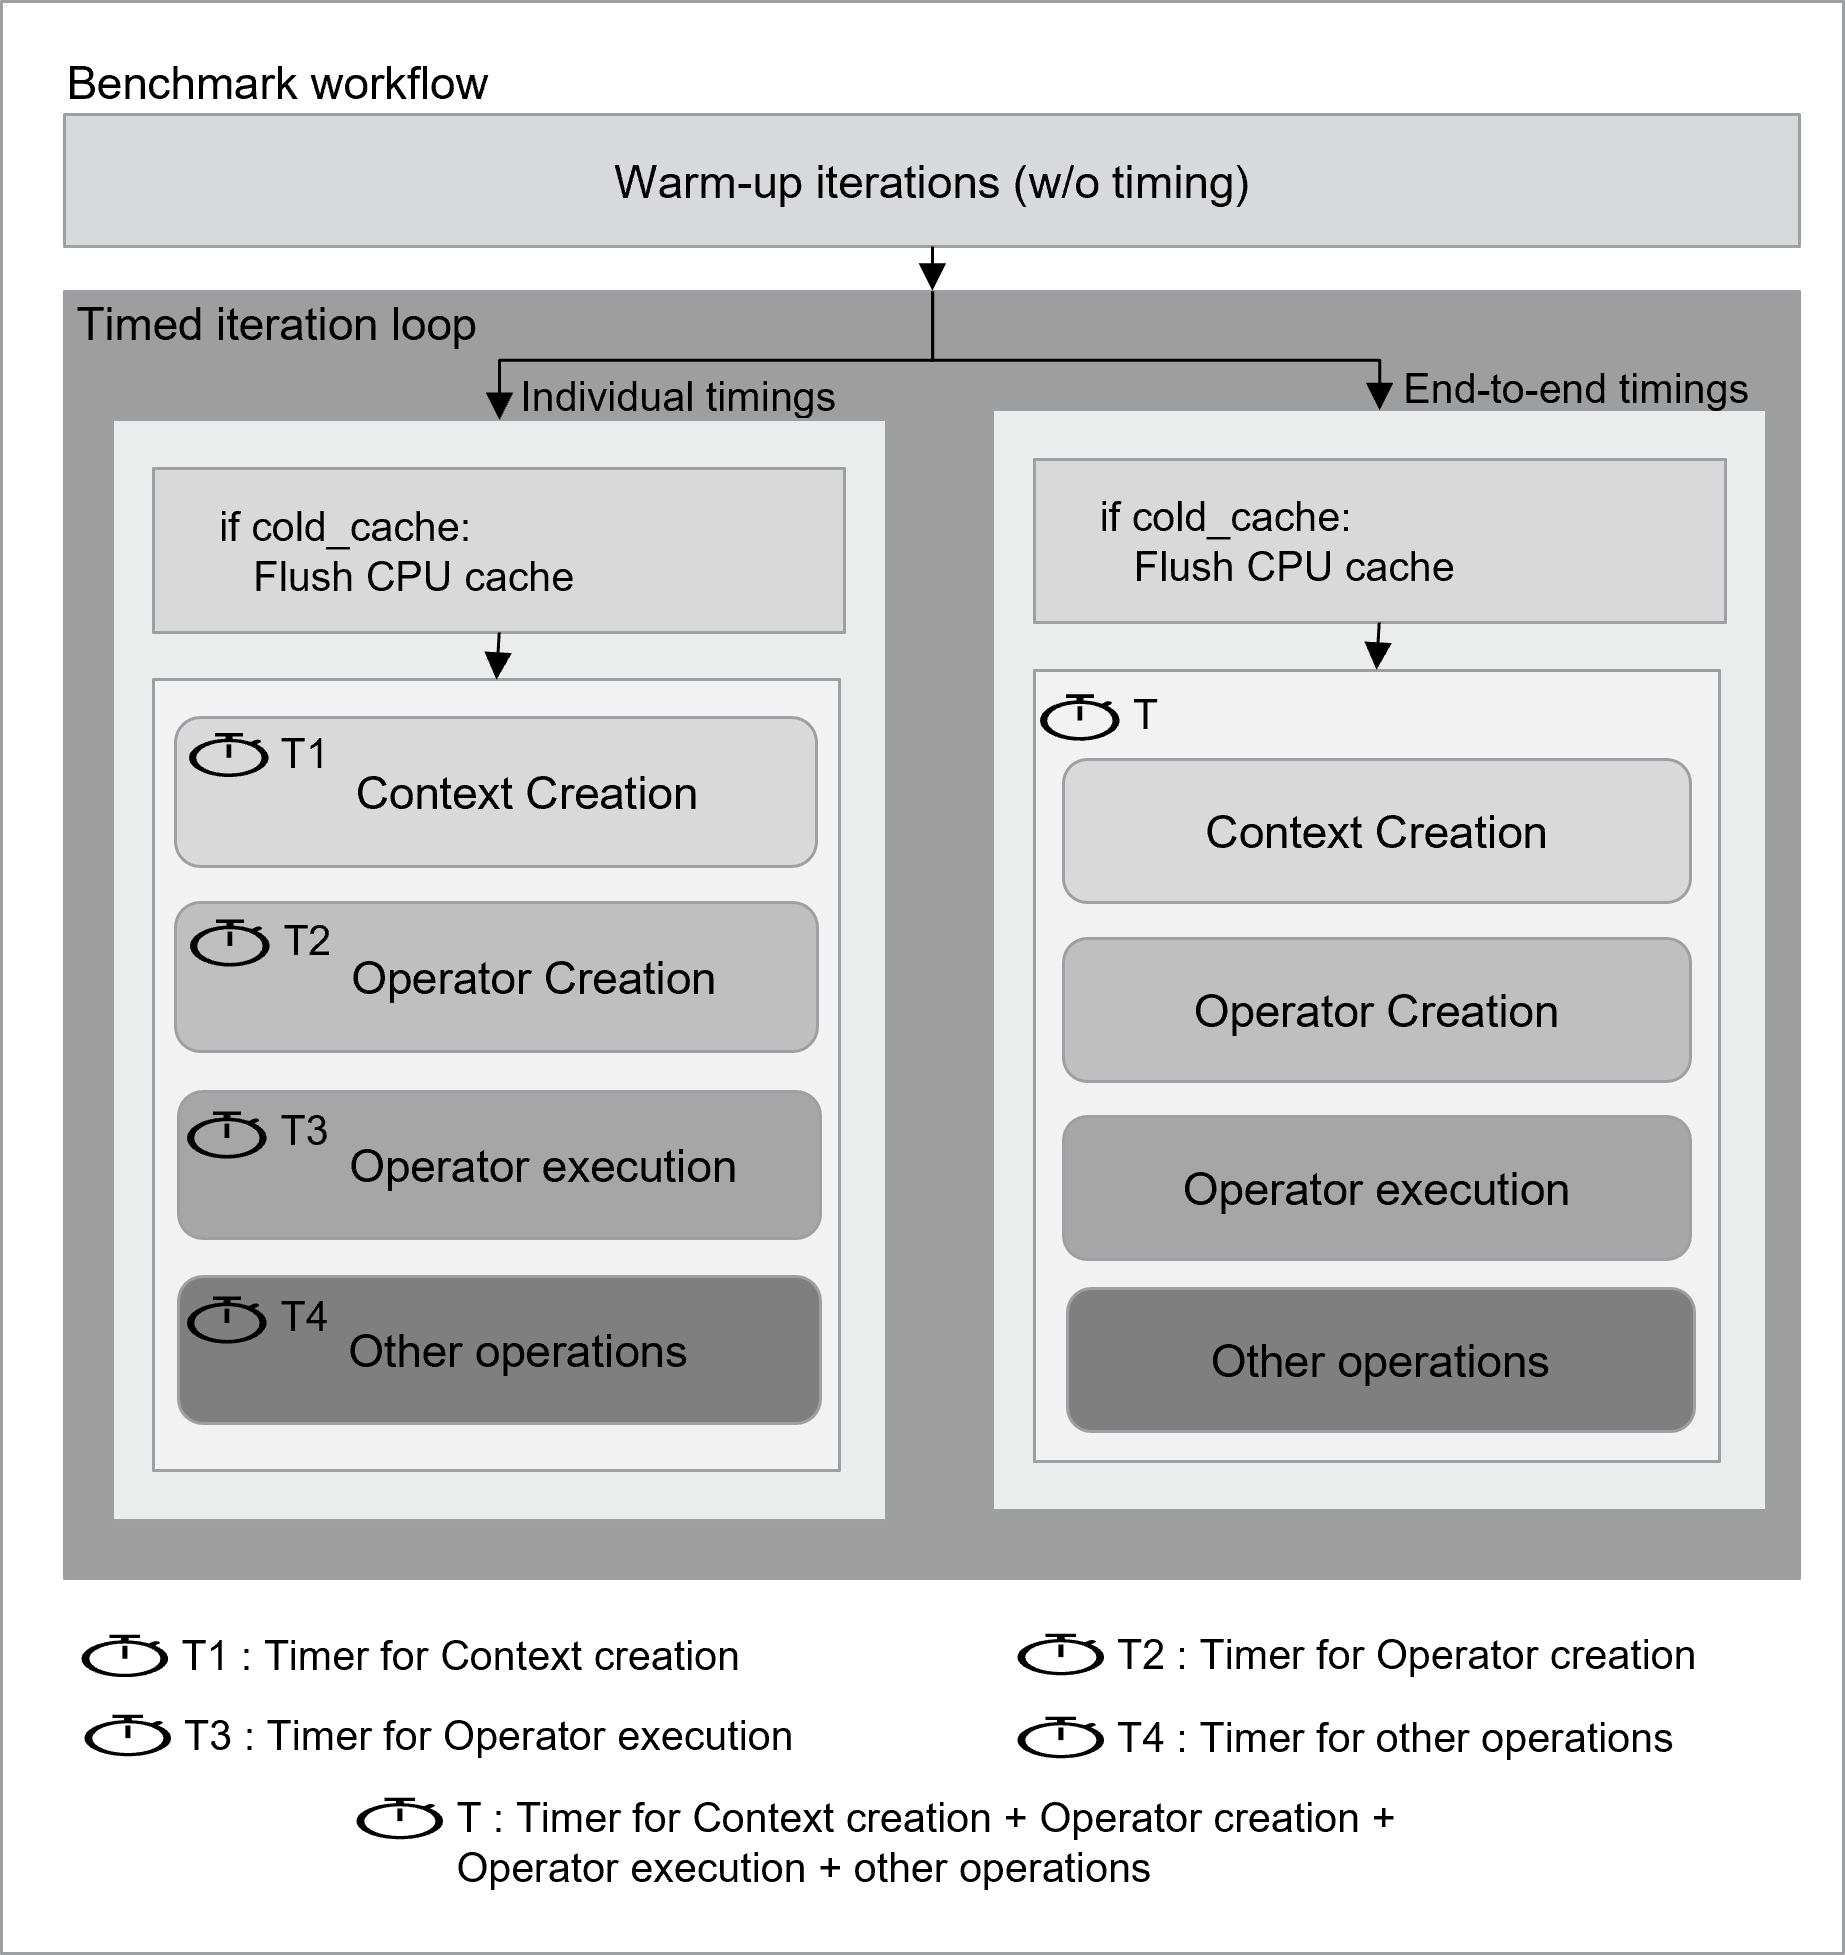 Benchmark workflow
Warm-up iterations (w/o timing)
Timed iteration loop
Individual timings
if cold_cache:
Flush CPU cache
T1
Context Creation
T2
Operator Creation
T3
Operator execution
T4
Other operations
End-to-end timings
if cold_cache:
Flush CPU cache
T
Context Creation
Operator Creation
Operator execution
Other operations
T1 : Timer for Context creation
T2 : Timer for Operator creation
T3 : Timer for Operator execution
T4 : Timer for other operations
T : Timer for Context creation + Operator creation +
Operator execution + other operations